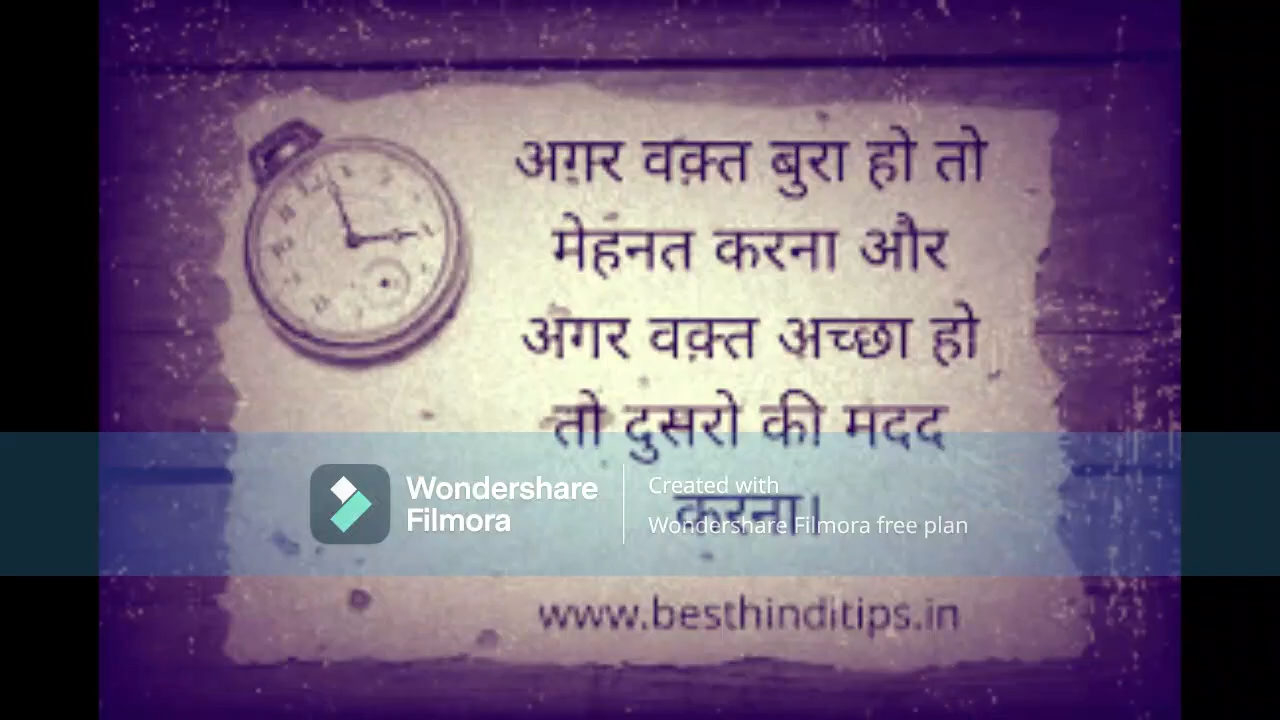 अग़र वक़्त बुरा हो तो
मेहनत करना और
अगर वक़्त अच्छा हो
तो दुसरो की मदद
करना।
Wondershare
Filmora
Created with
Wondershare Filmora free plan
www.besthinditips.in